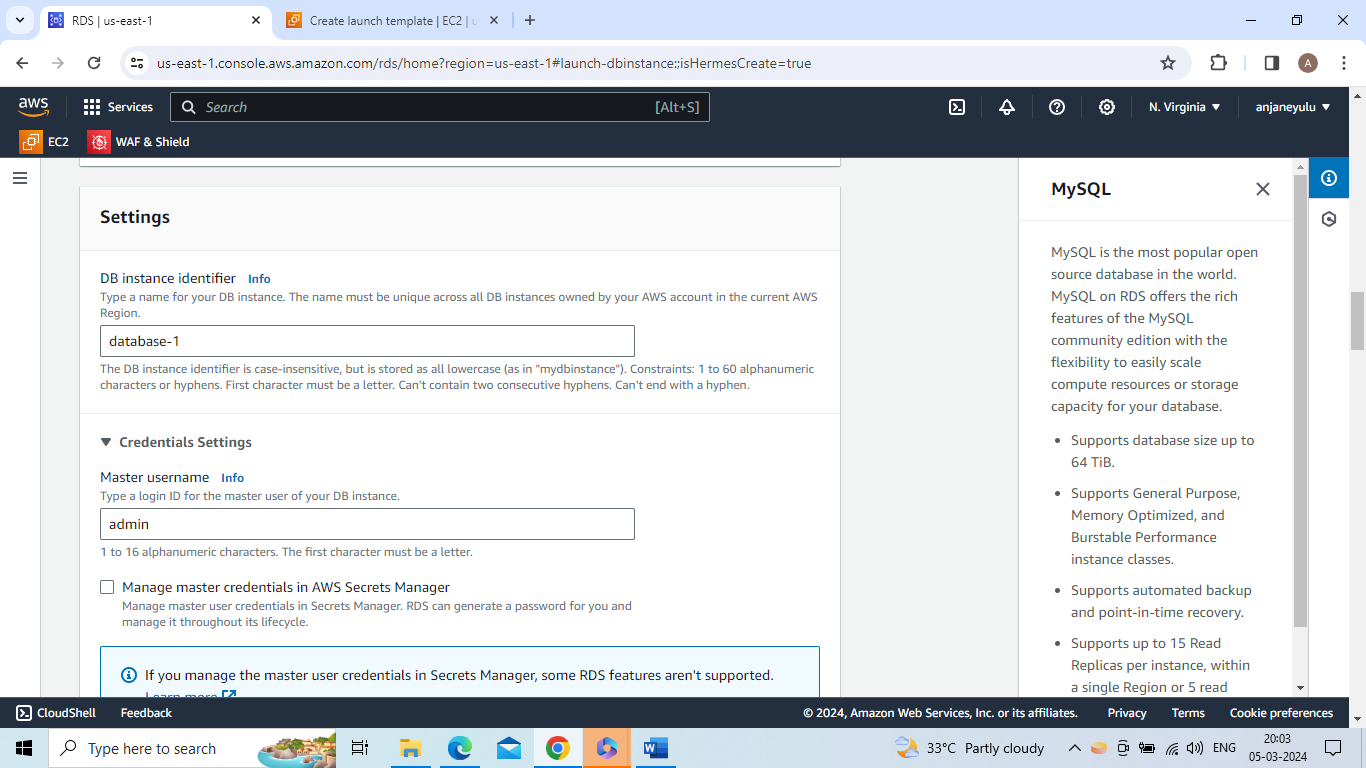 RDS | us-east-1
Create launch template | EC2 | u
us-east-1.console.aws.amazon.com/rds/home?region=us-east-1#launch-dbinstance:;isHermesCreate=true
A
aws
Services
Search
[Alt+S]
N. Virginia
anjaneyulu
EC2
WAF & Shield
Settings
DB instance identifier Info
Type a name for your DB instance. The name must be unique across all DB instances owned by your AWS account in the current AWS
Region.
database-1
The DB instance identifier is case-insensitive, but is stored as all lowercase (as in "mydbinstance"). Constraints: 1 to 60 alphanumeric
characters or hyphens. First character must be a letter. Can't contain two consecutive hyphens. Can't end with a hyphen.
Credentials Settings
Master username Info
Type a login ID for the master user of your DB instance.
admin
1 to 16 alphanumeric characters. The first character must be a letter.
Manage master credentials in AWS Secrets Manager
Manage master user credentials in Secrets Manager. RDS can generate a password for you and
manage it throughout its lifecycle.
If you manage the master user credentials in Secrets Manager, some RDS features aren't supported.
Learn more
MySQL
MySQL is the most popular open
source database in the world.
MySQL on RDS offers the rich
features of the MySQL
community edition with the
flexibility to easily scale
compute resources or storage
capacity for your database.
• Supports database size up to
64 TiB.
• Supports General Purpose,
Memory Optimized, and
Burstable Performance
instance classes.
• Supports automated backup
and point-in-time recovery.
• Supports up to 15 Read
Replicas per instance, within
a single Region or 5 read
CloudShell
Feedback
© 2024, Amazon Web Services, Inc. or its affiliates.
Privacy
Terms
Cookie preferences
Type here to search
33°C Partly cloudy
ENG
20:03
05-03-2024